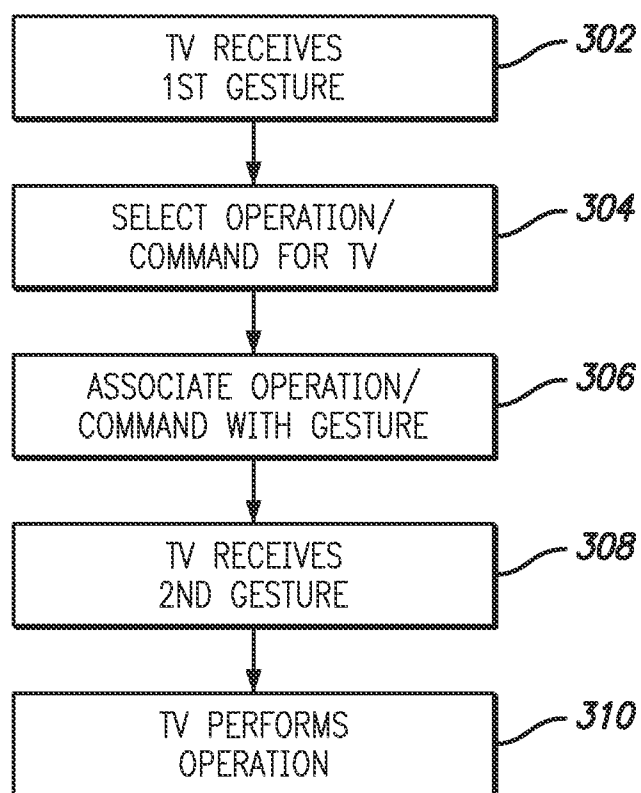 TV RECEIVES
1ST GESTURE
302
SELECT OPERATION/
COMMAND FOR TV
304
ASSOCIATE OPERATION/
COMMAND WITH GESTURE
306
TV RECEIVES
2ND GESTURE
308
TV PERFORMS
OPERATION
310